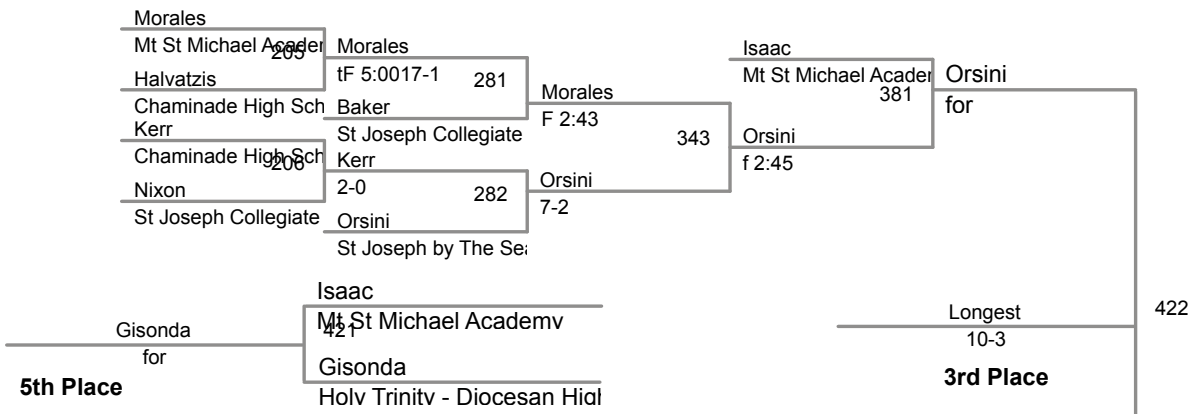 Morales
Mt St Michael Academ
205
Halvatzis
Chaminade High Sch
Kerr
Chaminade High Sch
206
Nixon
St Joseph Collegiate
Morales
tF 5:0017-1
281
Baker
St Joseph Collegiate
Kerr
2-0
282
Orsini
St Joseph by The Sea
Morales
F 2:43
343
Orsini
7-2
Isaac
Mt St Michael Academ
381
Orsini
f 2:45
Orsini
for
Isaac
Mt St Michael Academy
421
Gisonda
Holy Trinity - Diocesan High
Gisonda
for
5th Place
Longest
10-3
3rd Place
422